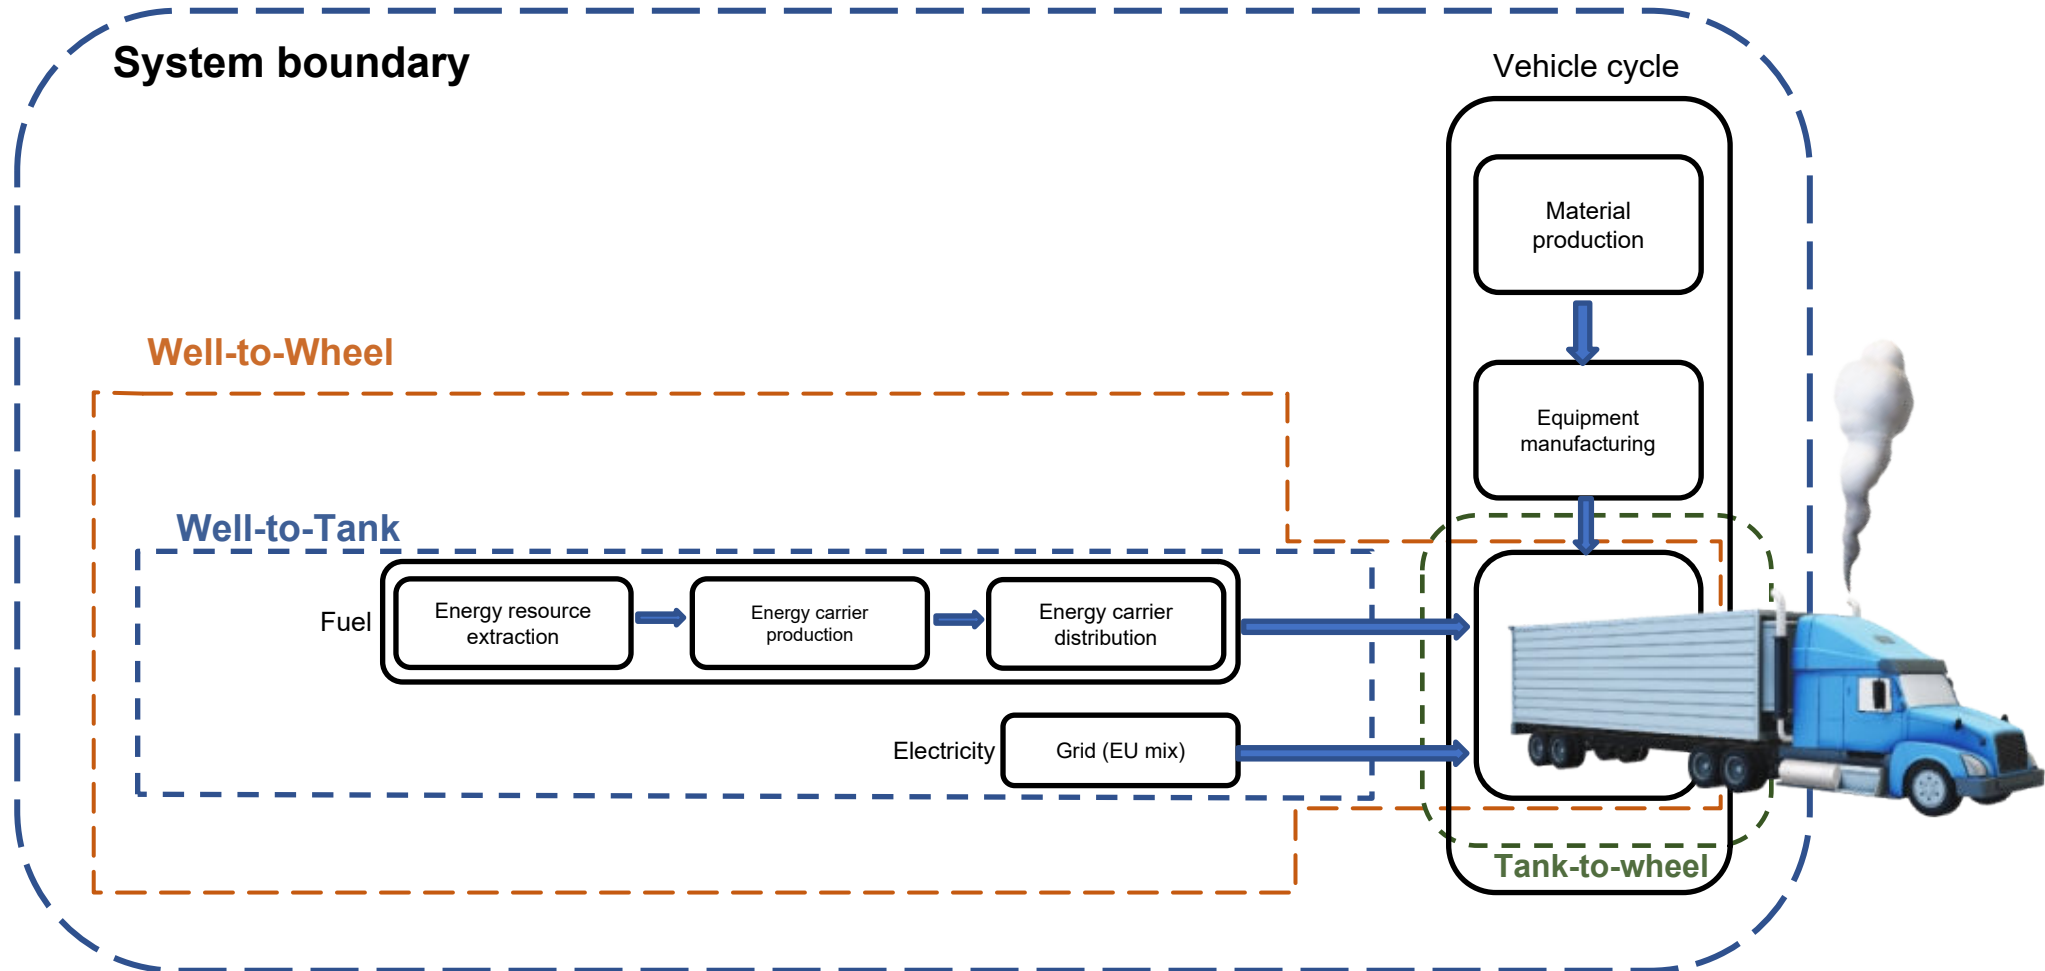 System boundary
Vehicle cycle
Material
production
Well-to-Wheel
Equipment
manufacturing
Well-to-Tank
Fuel
Energy resource
extraction
Energy carrier
production
Energy carrier
distribution
Electricity
Grid (EU mix)
Tank-to-wheel